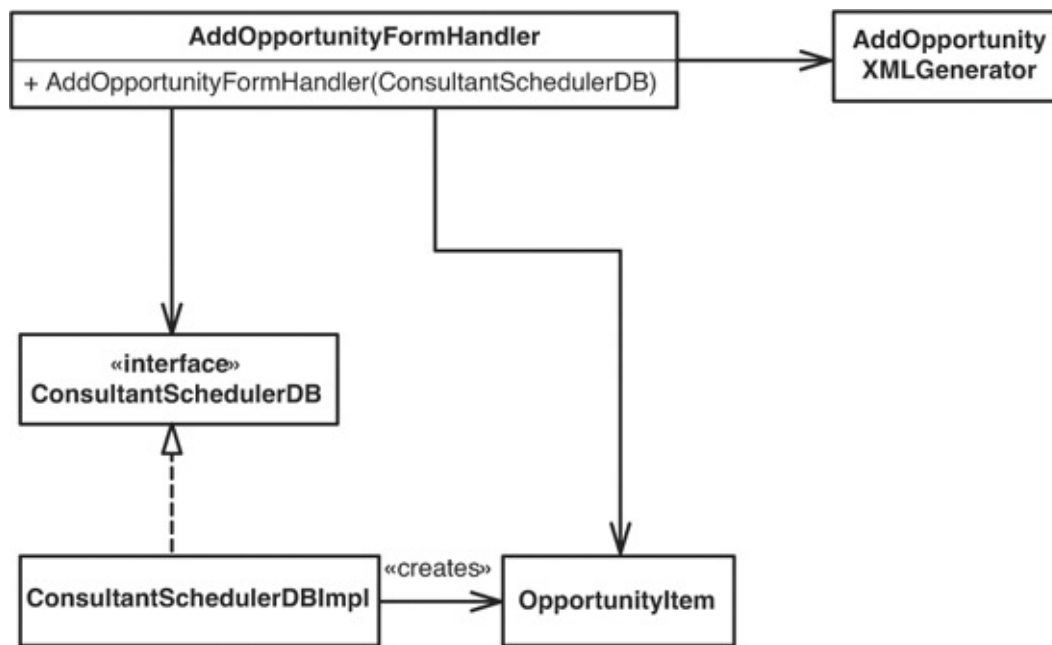 AddOpportunityFormHandler
+ AddOpportunityFormHandler(ConsultantSchedulerDB)
AddOpportunity
XMLGenerator
«interface»
ConsultantSchedulerDB
ConsultantSchedulerDBImpl
«creates»
OpportunityItem